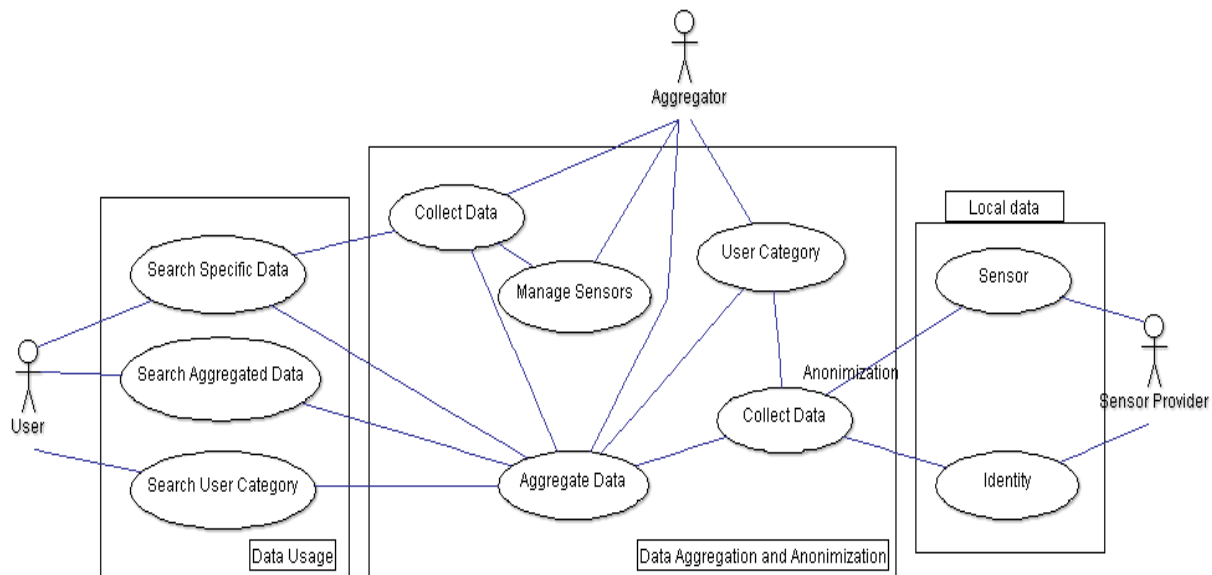 Aggregator
Local data
Collect Data
Search Specific Data
User Category
Sensor
Manage Sensors
Search Aggregated Data
Anonimization
User
Collect Data
Sensor Provider
Search User Category
Aggregate Data
Identity
Data Usage
Data Aggregation and Anonimization